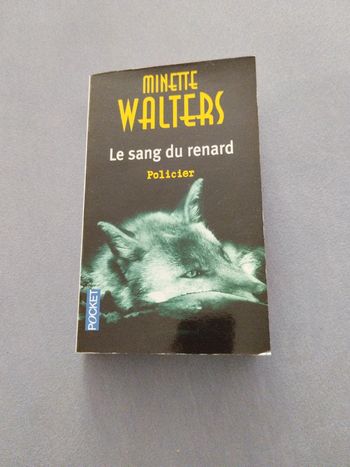 MINETTE
WALTERS
Le sang du renard
Policier
POCKET